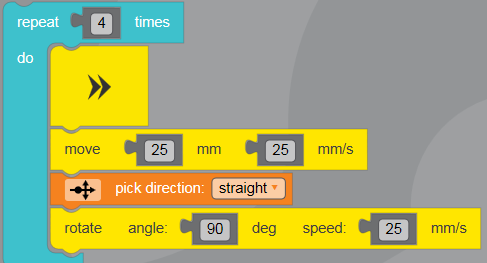 repeat 4 times
do
move 25 mm 25 mm/s
pick direction: straight
rotate angle: 90 deg speed: 25 mm/s